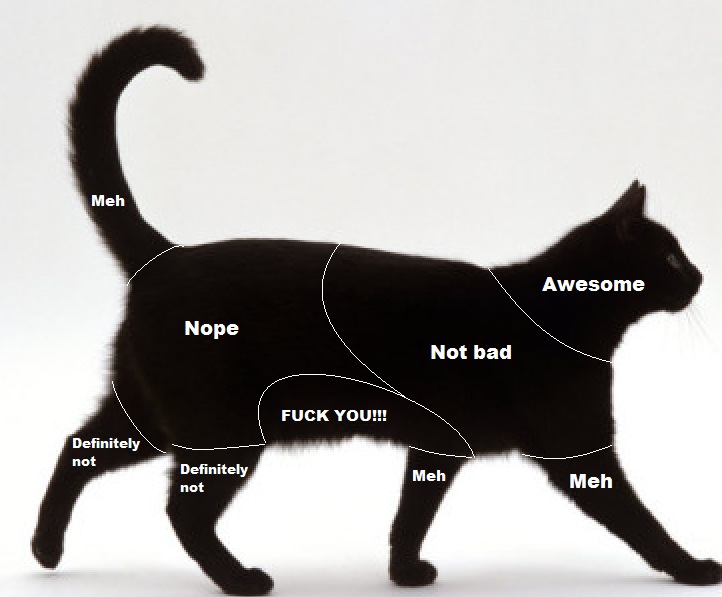 Meh
Awesome
Nope
Not bad
FUCK YOU!!!
Definitely
not
Definitely
not
Meh
Meh